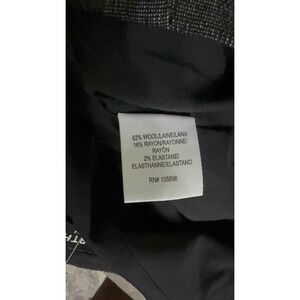 82% WOOL/LAINE/LANA
16% RAYON/RAYONNE/
RAYÓN
2% ELASTANE/
ELASTHANNE/ELASTANO
RN# 105898